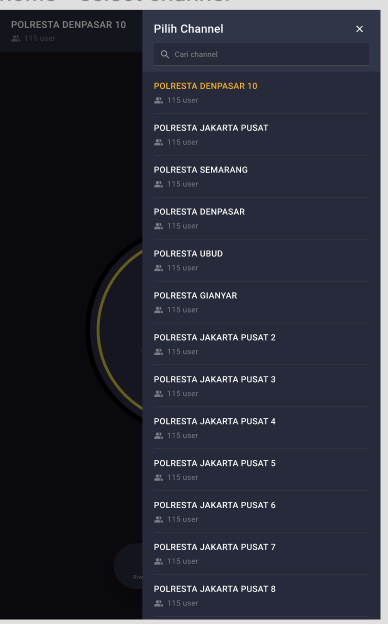 POLRESTA DENPASAR 10
115 user
Pilih Channel
Cari channel
POLRESTA DENPASAR 10
115 user
POLRESTA JAKARTA PUSAT
115 user
POLRESTA SEMARANG
115 user
POLRESTA DENPASAR
115 user
POLRESTA UBUD
115 user
POLRESTA GIANYAR
115 user
POLRESTA JAKARTA PUSAT 2
115 user
POLRESTA JAKARTA PUSAT 3
115 user
POLRESTA JAKARTA PUSAT 4
115 user
POLRESTA JAKARTA PUSAT 5
115 user
POLRESTA JAKARTA PUSAT 6
115 user
POLRESTA JAKARTA PUSAT 7
115 user
POLRESTA JAKARTA PUSAT 8
115 user